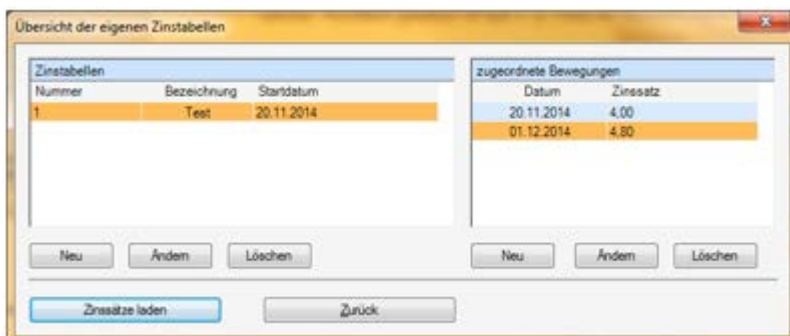 Übersicht der eigenen Zinstabellen
Zinstabellen
Nummer Bezeichnung Startdatum
1 Test 20.11.2014
zugeordnete Bewegungen
Datum Zinssatz
20.11.2014 4,00
01.12.2014 4,80
Neu Ändern Löschen
Neu Ändern Löschen
Zinssätze laden Zurück